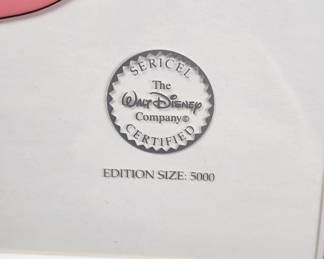 SERICEL
The
Walt Disney
Company©
CERTIFIED
EDITION SIZE: 5000